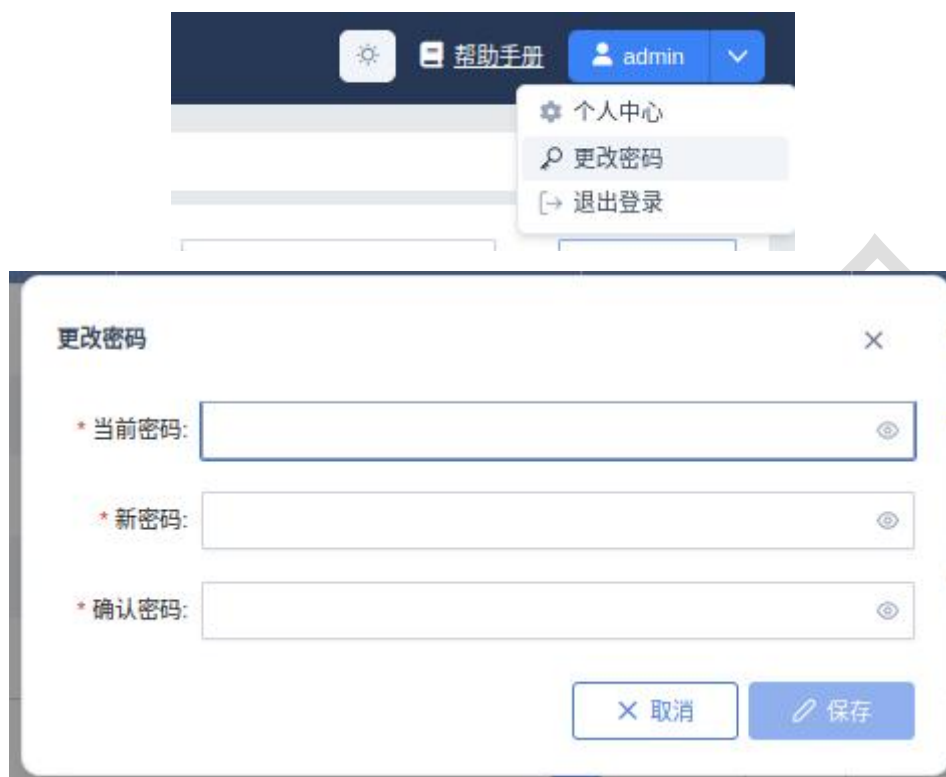 帮助手册 admin
个人中心
更改密码
退出登录
更改密码
* 当前密码:
* 新密码:
* 确认密码:
取消 保存